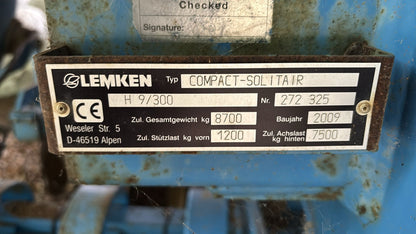 Checked
Signature:
LEMKEN Typ COMPACT-SOLITAIR
H 9/300 Nr. 272 325
CE Zul. Gesamtgewicht kg 8700 Baujahr 2009
Weseler Str. 5
D-46519 Alpen
Zul. Stützlast kg vorn 1200 Zul. Achslast kg hinten 7500